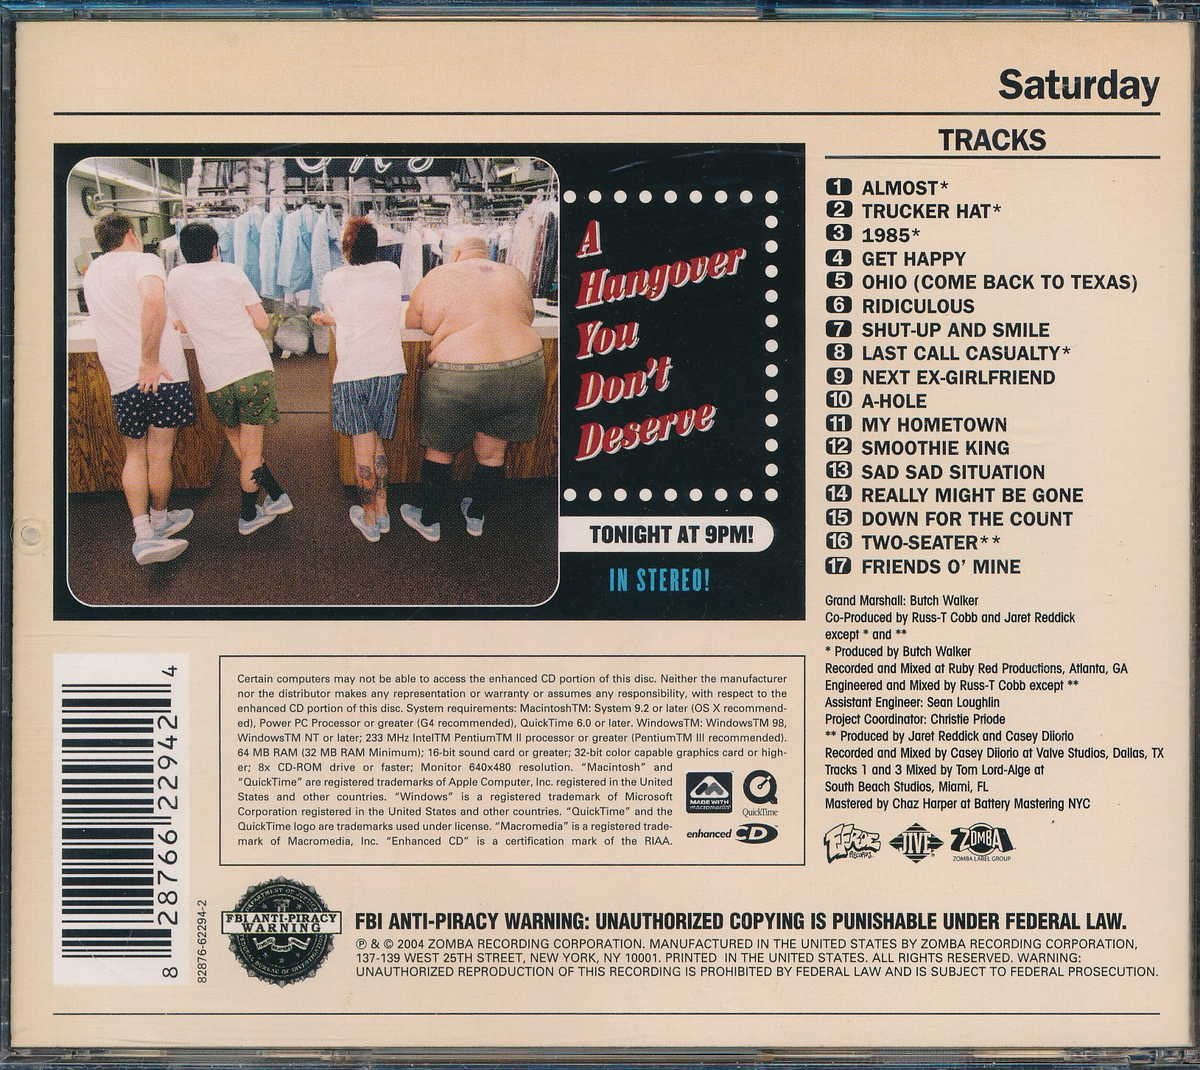 Saturday
TRACKS
1 ALMOST*
2 TRUCKER HAT*
3 1985*
4 GET HAPPY
5 OHIO (COME BACK TO TEXAS)
6 RIDICULOUS
7 SHUT-UP AND SMILE
8 LAST CALL CASUALTY*
9 NEXT EX-GIRLFRIEND
10 A-HOLE
11 MY HOMETOWN
12 SMOOTHIE KING
13 SAD SAD SITUATION
14 REALLY MIGHT BE GONE
15 DOWN FOR THE COUNT
16 TWO-SEATER**
17 FRIENDS O' MINE
A
Hangover
You
Don't
Deserve
TONIGHT AT 9PM!
IN STEREO!
Grand Marshall: Butch Walker
Co-Produced by Russ-T Cobb and Jaret Reddick
except * and **
* Produced by Butch Walker
Recorded and Mixed at Ruby Red Productions, Atlanta, GA
Engineered and Mixed by Russ-T Cobb except **
Assistant Engineer: Sean Loughlin
Project Coordinator: Christie Priode
** Produced by Jaret Reddick and Casey Diiorio
Recorded and Mixed by Casey Diiorio at Valve Studios, Dallas, TX
Tracks 1 and 3 Mixed by Tom Lord-Alge at
South Beach Studios, Miami, FL
Mastered by Chaz Harper at Battery Mastering NYC
JIVE
ZOMBA
ZOMBA LABEL GROUP
Certain computers may not be able to access the enhanced CD portion of this disc. Neither the manufacturer
nor the distributor makes any representation or warranty or assumes any responsibility, with respect to the
enhanced CD portion of this disc. System requirements: MacintoshTM: System 9.2 or later (OS X recommend-
ed), Power PC Processor or greater (G4 recommended), QuickTime 6.0 or later. WindowsTM: WindowsTM 98,
WindowsTM NT or later; 233 MHz IntelTM PentiumTM II processor or greater (PentiumTM III recommended).
64 MB RAM (32 MB RAM Minimum); 16-bit sound card or greater; 32-bit color capable graphics card or high-
er; 8x CD-ROM drive or faster; Monitor 640x480 resolution. "Macintosh" and
"QuickTime" are registered trademarks of Apple Computer, Inc. registered in the United
States and other countries. "Windows" is a registered trademark of Microsoft
Corporation registered in the United States and other countries. "QuickTime" and the
QuickTime logo are trademarks used under license. "Macromedia" is a registered trade-
mark of Macromedia, Inc. "Enhanced CD" is a certification mark of the RIAA.
MADE WITH
MACROMEDIA
QuickTime
enhanced CD
8 28766 22942 4
82876-62294-2
FBI ANTI-PIRACY
WARNING
FBI ANTI-PIRACY WARNING: UNAUTHORIZED COPYING IS PUNISHABLE UNDER FEDERAL LAW.
℗ & © 2004 ZOMBA RECORDING CORPORATION. MANUFACTURED IN THE UNITED STATES BY ZOMBA RECORDING CORPORATION,
137-139 WEST 25TH STREET, NEW YORK, NY 10001. PRINTED IN THE UNITED STATES. ALL RIGHTS RESERVED. WARNING:
UNAUTHORIZED REPRODUCTION OF THIS RECORDING IS PROHIBITED BY FEDERAL LAW AND IS SUBJECT TO FEDERAL PROSECUTION.